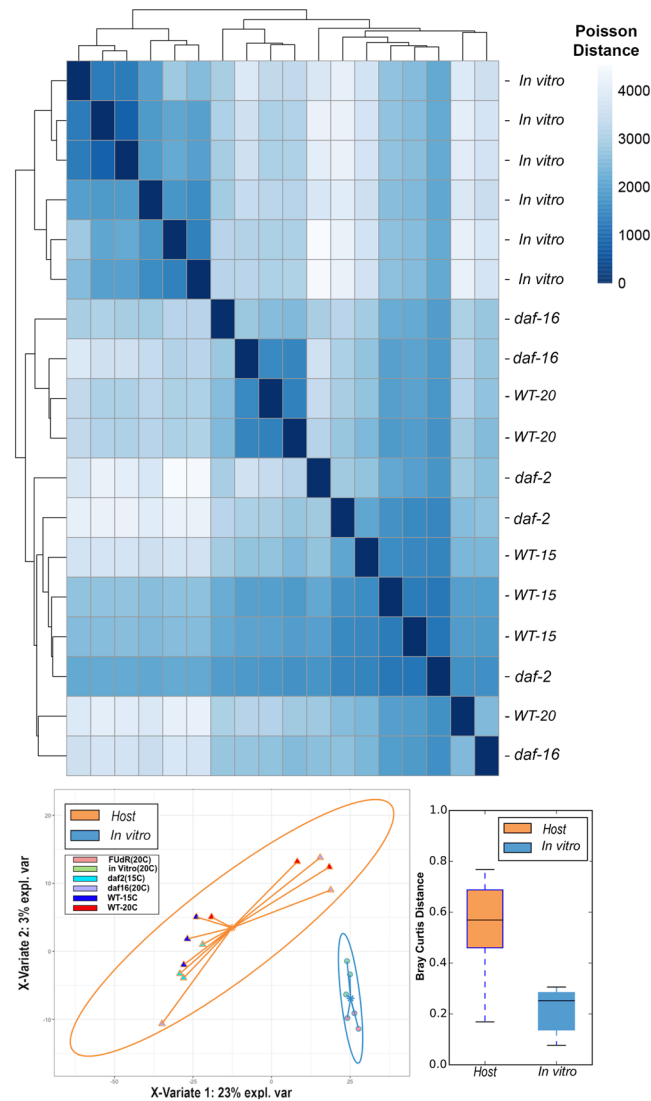 Poisson
Distance
4000
3000
2000
1000
0
- In vitro
- In vitro
- In vitro
- In vitro
- In vitro
- In vitro
- daf-16
- daf-16
- WT-20
- WT-20
- daf-2
- daf-2
- WT-15
- WT-15
- WT-15
- daf-2
- WT-20
- daf-16
Host
In vitro
FUdR(20C)
in Vitro(20C)
daf2(15C)
daf16(20C)
WT-15C
WT-20C
X-Variate 2: 3% expl. var
20
10
0
-10
-50
-25
0
25
X-Variate 1: 23% expl. var
Host
In vitro
Bray Curtis Distance
1.0
0.8
0.6
0.4
0.2
0.0
Host
In vitro